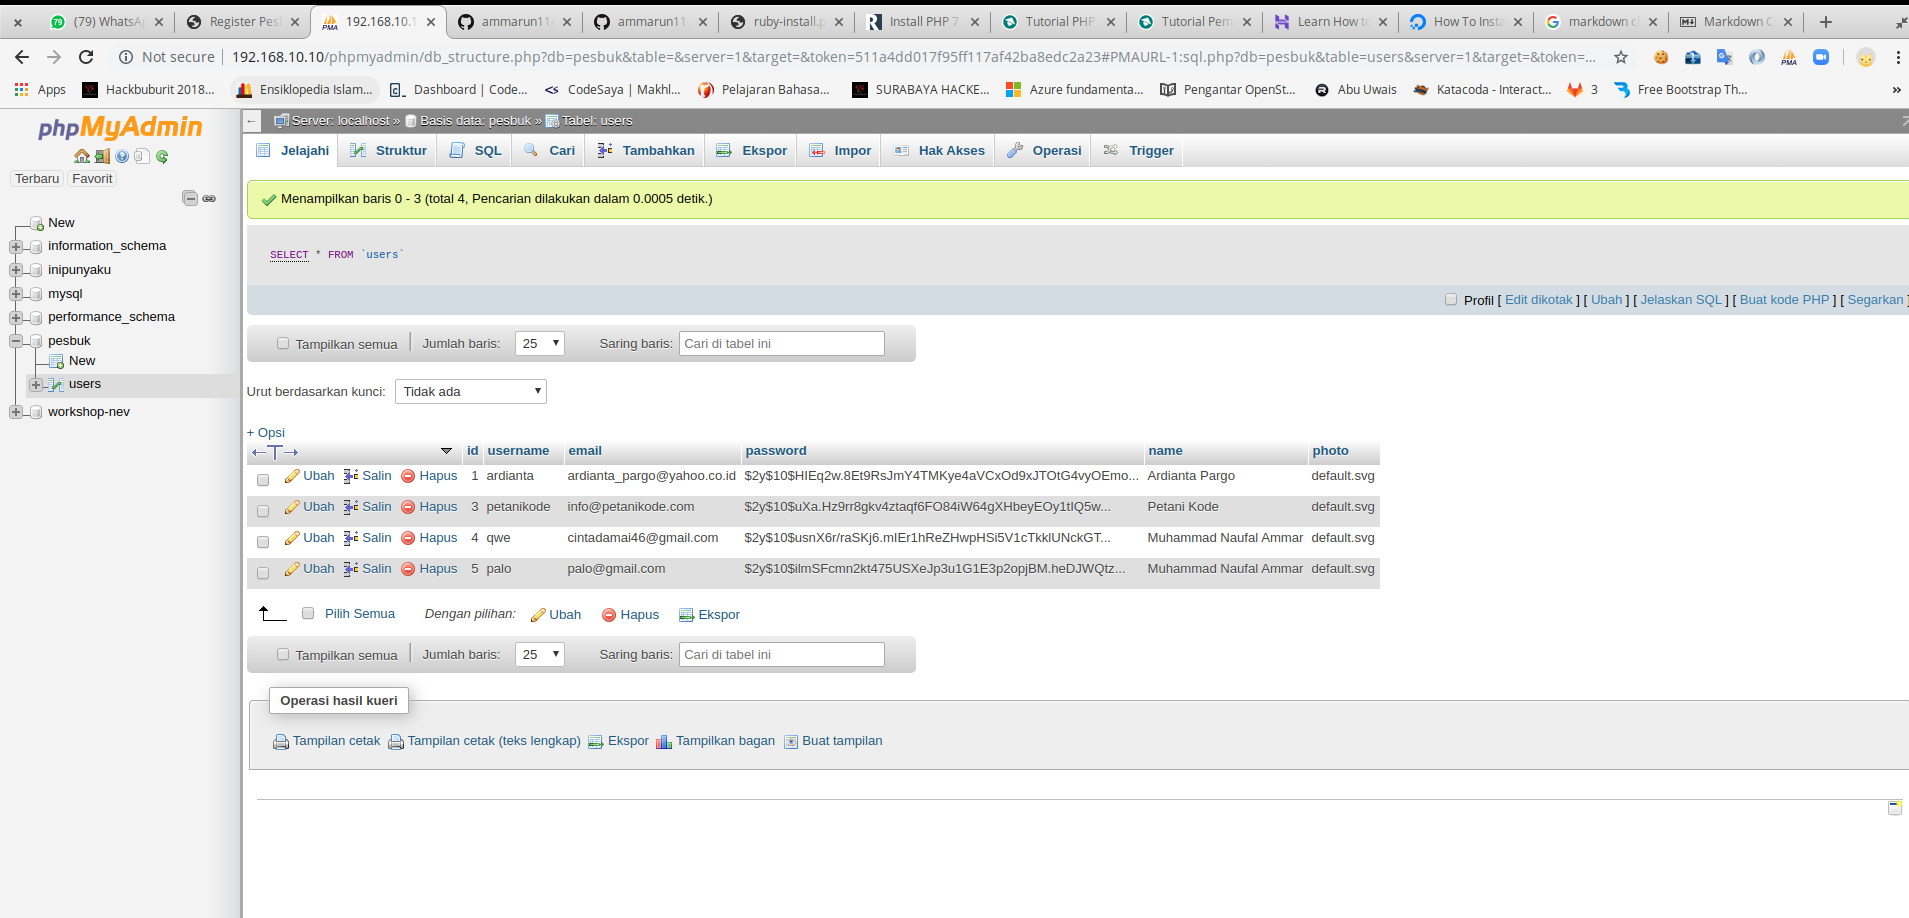 (79) WhatsA
Register Pes
192.168.10.1
ammarun11
ammarun11
ruby-install.p
Install PHP 7
Tutorial PHP
Tutorial Pem
Learn How to
How To Insta
markdown c
Markdown C
Not secure
192.168.10.10/phpmyadmin/db_structure.php?db=pesbuk&table=&server=1&target=&token=511a4dd017f95ff117af42ba8edc2a23#PMAURL-1:sql.php?db=pesbuk&table=users&server=1&target=&token=...
Apps
Hackbuburit 2018...
Ensiklopedia Islam...
Dashboard | Code...
CodeSaya | Makhl...
Pelajaran Bahasa...
SURABAYA HACKE...
Azure fundamenta...
Pengantar OpenSt...
Abu Uwais
Katacoda - Interact...
3
Free Bootstrap Th...
»
phpMyAdmin
Terbaru Favorit
New
information_schema
inipunyaku
mysql
performance_schema
pesbuk
New
users
workshop-nev
Server: localhost » Basis data: pesbuk » Tabel: users
Jelajahi Struktur SQL Cari Tambahkan Ekspor Impor Hak Akses Operasi Trigger
Menampilkan baris 0 - 3 (total 4, Pencarian dilakukan dalam 0.0005 detik.)
SELECT * FROM `users`
Profil [ Edit dikotak ] [ Ubah ] [ Jelaskan SQL ] [ Buat kode PHP ] [ Segarkan ]
Tampilkan semua Jumlah baris: 25 Saring baris: Cari di tabel ini
Urut berdasarkan kunci: Tidak ada
+ Opsi
id username email password name photo
Ubah Salin Hapus 1 ardianta ardianta_pargo@yahoo.co.id $2y$10$HIEq2w.8Et9RsJmY4TMKye4aVCxOd9xJTOtG4vyOEmo... Ardianta Pargo default.svg
Ubah Salin Hapus 3 petanikode info@petanikode.com $2y$10$uXa.Hz9rr8gkv4ztaqf6FO84iW64gXHbeyEOy1tIQ5w... Petani Kode default.svg
Ubah Salin Hapus 4 qwe cintadamai46@gmail.com $2y$10$usnX6r/raSKj6.mIEr1hReZHwpHSi5V1cTkklUNckGT... Muhammad Naufal Ammar default.svg
Ubah Salin Hapus 5 palo palo@gmail.com $2y$10$ilmSFcmn2kt475USXeJp3u1G1E3p2opjBM.heDJWQtz... Muhammad Naufal Ammar default.svg
Pilih Semua Dengan pilihan: Ubah Hapus Ekspor
Tampilkan semua Jumlah baris: 25 Saring baris: Cari di tabel ini
Operasi hasil kueri
Tampilan cetak Tampilan cetak (teks lengkap) Ekspor Tampilkan bagan Buat tampilan